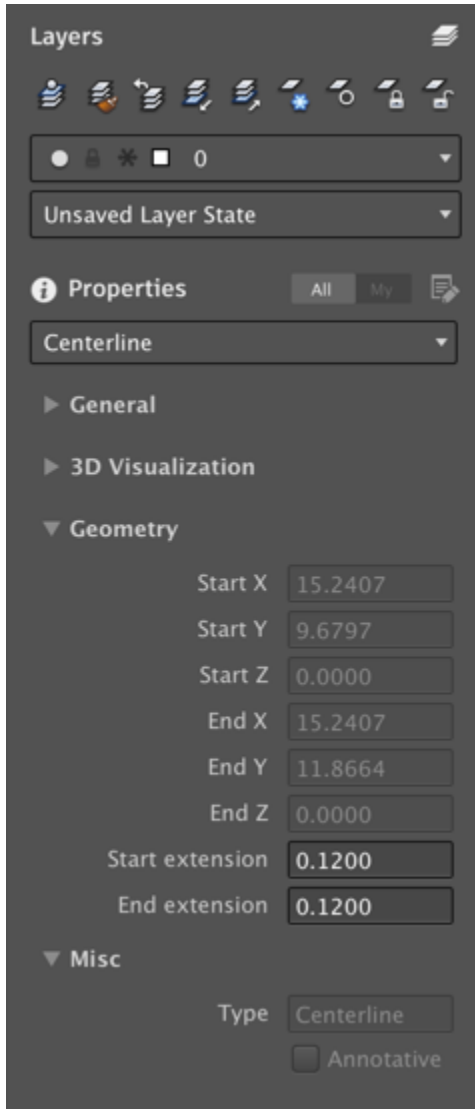 Layers
0
Unsaved Layer State
Properties All My
Centerline
General
3D Visualization
Geometry
Start X 15.2407
Start Y 9.6797
Start Z 0.0000
End X 15.2407
End Y 11.8664
End Z 0.0000
Start extension 0.1200
End extension 0.1200
Misc
Type Centerline
Annotative